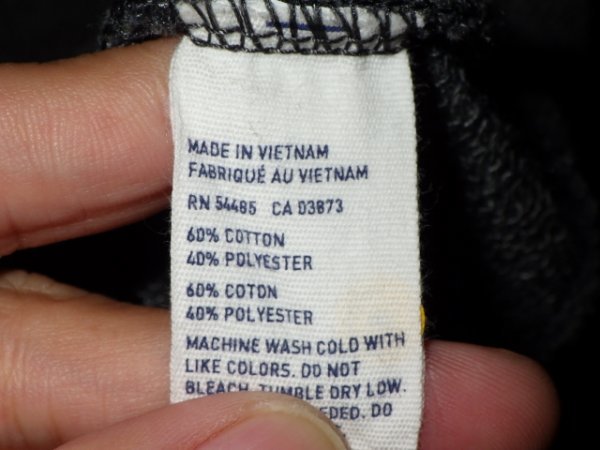 MADE IN VIETNAM
FABRIQUÉ AU VIETNAM
RN 54485 CA 03873
60% COTTON
40% POLYESTER
60% COTON
40% POLYESTER
MACHINE WASH COLD WITH
LIKE COLORS. DO NOT
BLEACH. TUMBLE DRY LOW.
DO